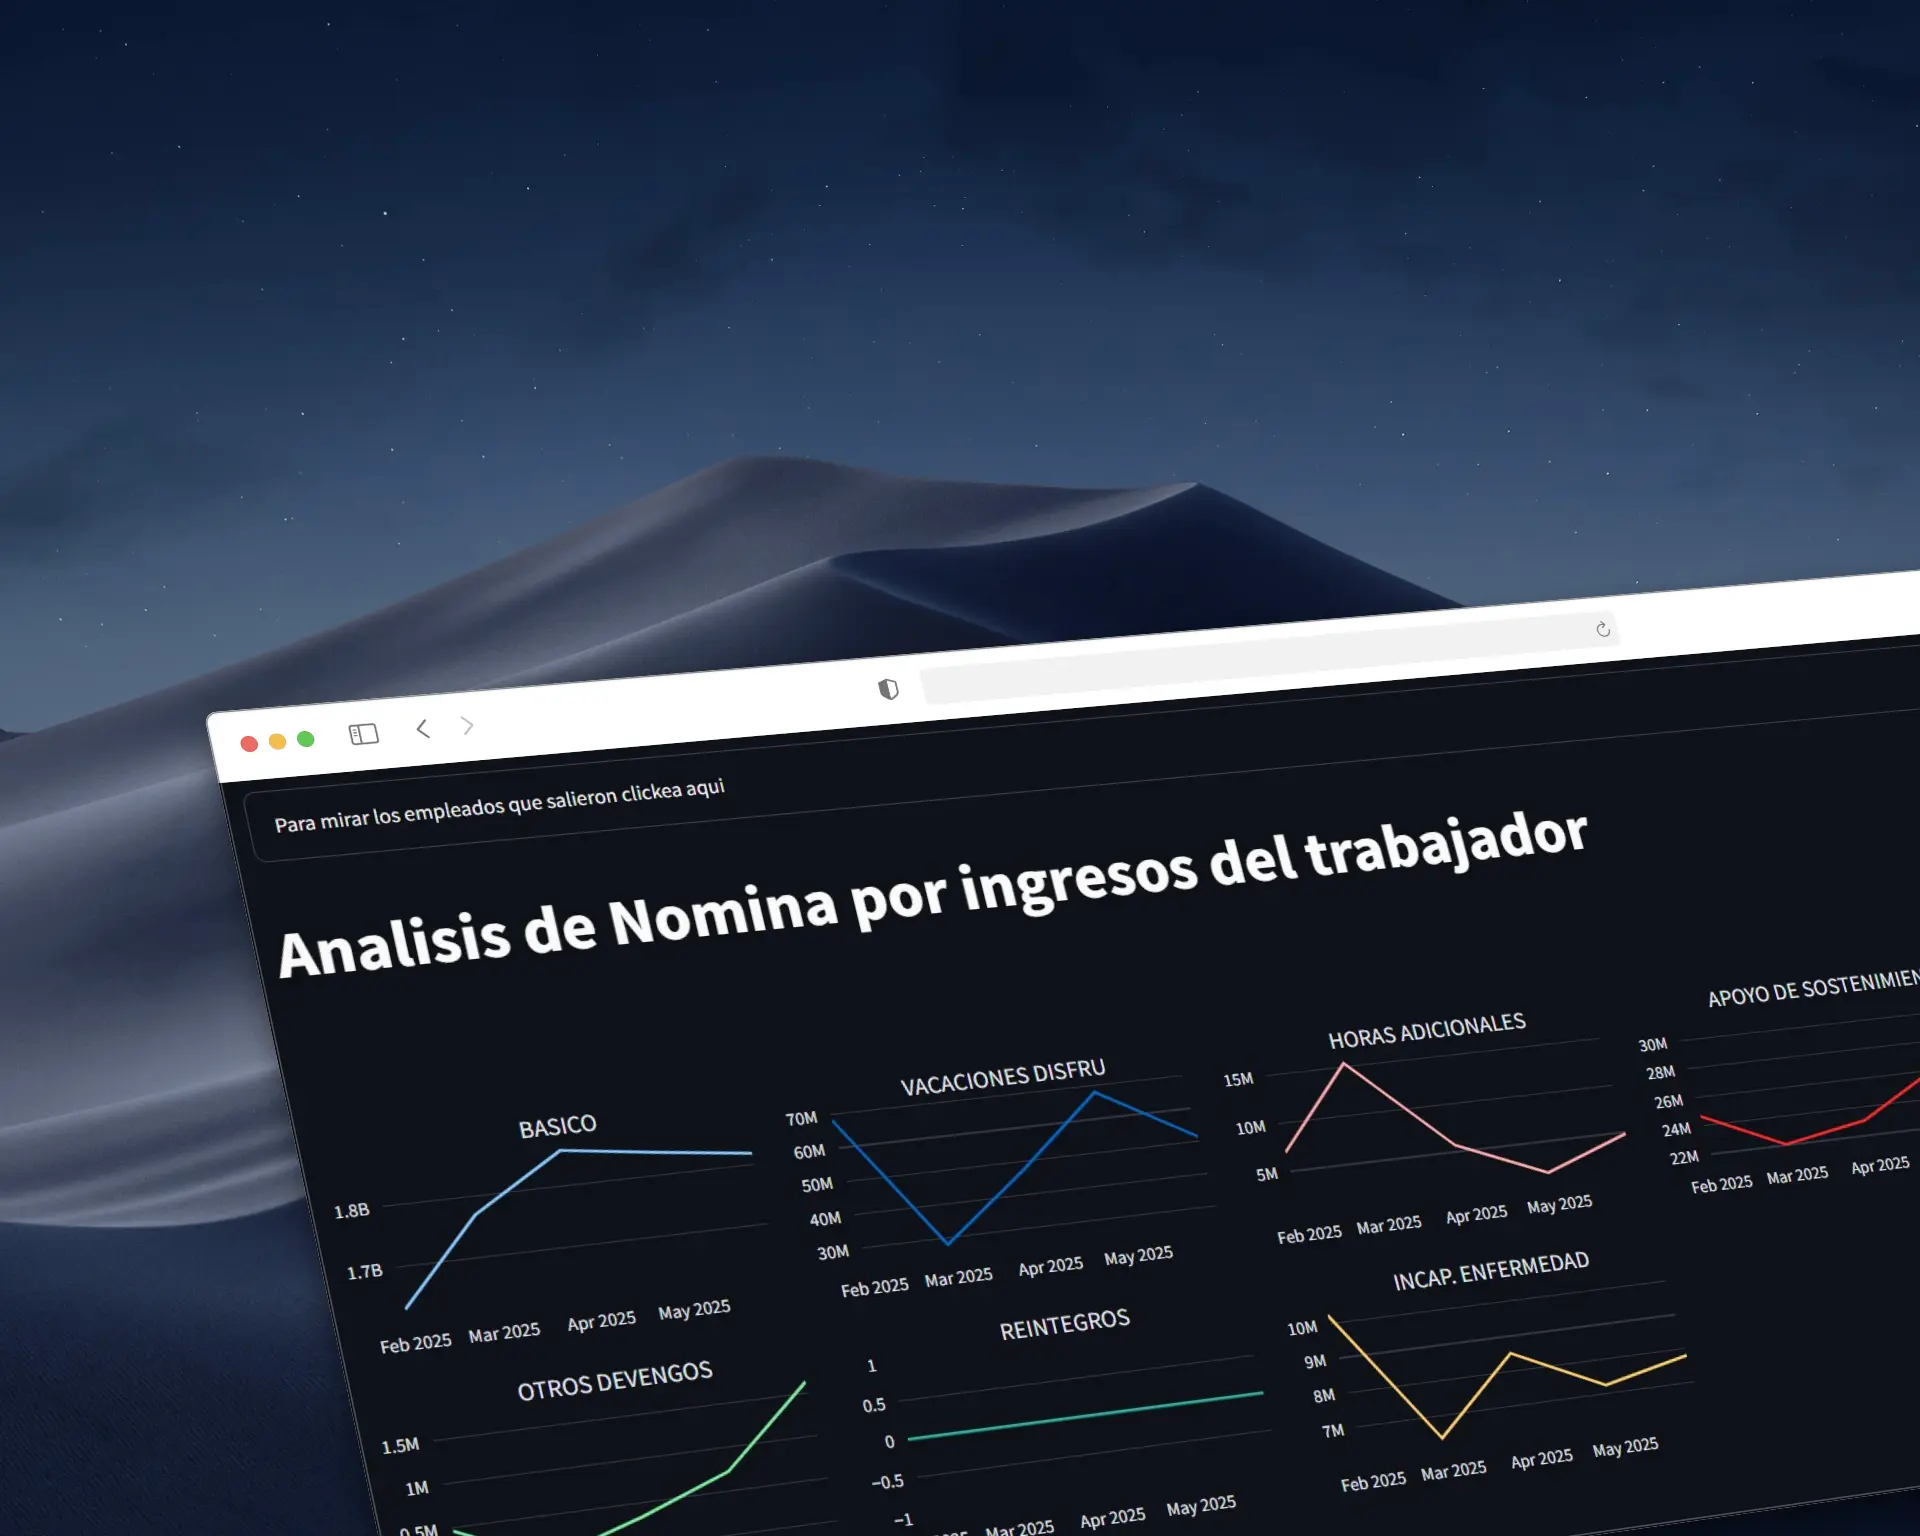 Para mirar los empleados que salieron clickea aqui
Analisis de Nomina por ingresos del trabajador
BASICO
1.8B
1.7B
Feb 2025 Mar 2025 Apr 2025 May 2025
VACACIONES DISFRU
70M
60M
50M
40M
30M
Feb 2025 Mar 2025 Apr 2025 May 2025
HORAS ADICIONALES
15M
10M
5M
Feb 2025 Mar 2025 Apr 2025 May 2025
APOYO DE SOSTENIMIEN
30M
28M
26M
24M
22M
Feb 2025 Mar 2025 Apr 2025
OTROS DEVENGOS
1.5M
1M
0.5M
REINTEGROS
1
0.5
0
−0.5
−1
Mar 2025 Apr 2025 May 2025
INCAP. ENFERMEDAD
10M
9M
8M
7M
Feb 2025 Mar 2025 Apr 2025 May 2025